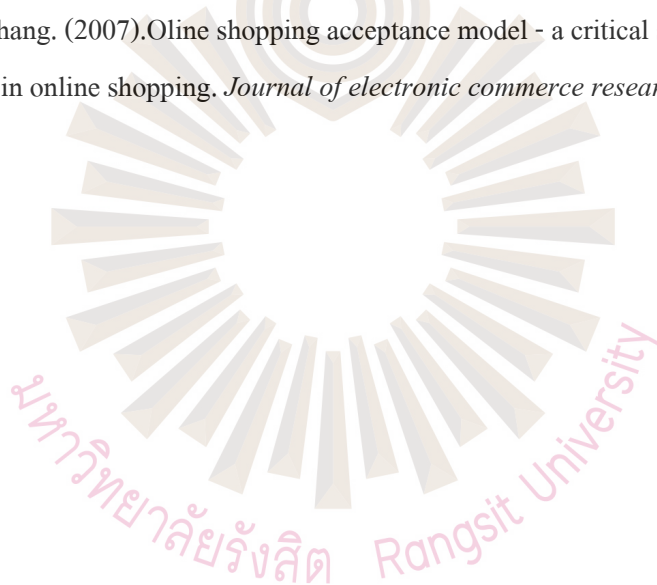 hang. (2007).Oline shopping acceptance model - a critical
in online shopping. Journal of electronic commerce resear
มหาวิทยาลัยรังสิต Rangsit University